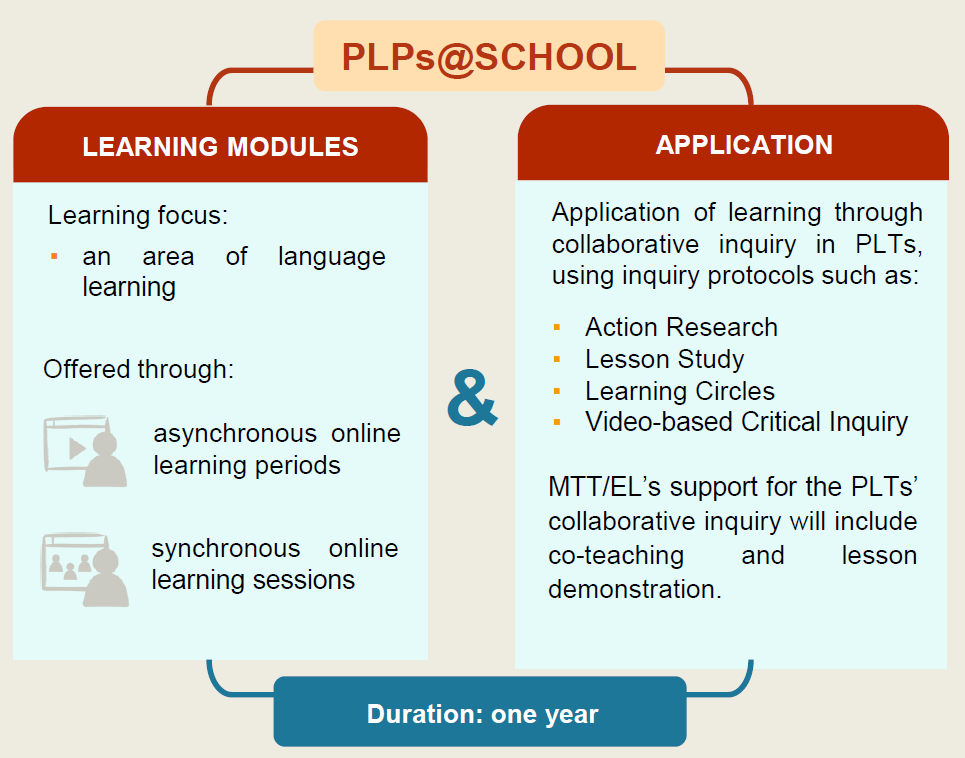 PLPs@SCHOOL
LEARNING MODULES
Learning focus:
▪ an area of language
learning
Offered through:
asynchronous online
learning periods
synchronous online
learning sessions
&
APPLICATION
Application of learning through
collaborative inquiry in PLTs,
using inquiry protocols such as:
▪ Action Research
▪ Lesson Study
▪ Learning Circles
▪ Video-based Critical Inquiry
MTT/EL’s support for the PLTs’
collaborative inquiry will include
co-teaching and lesson
demonstration.
Duration: one year